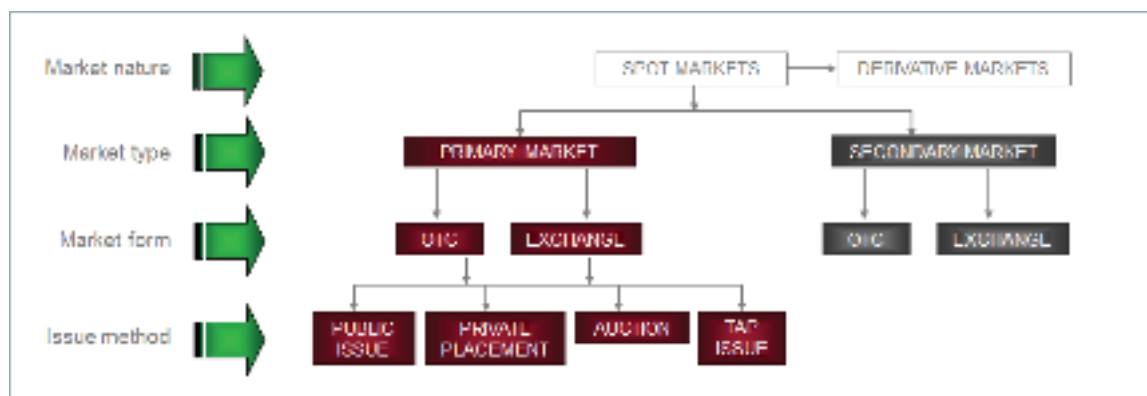 Market nature
SPOT MARKETS
DERIVATIVE MARKETS
Market type
PRIMARY MARKET
SECONDARY MARKET
Market form
OTC
EXCHANGE
OTC
EXCHANGE
Issue method
PUBLIC
ISSUE
PRIVATE
PLACEMENT
AUCTION
TAP
ISSUE